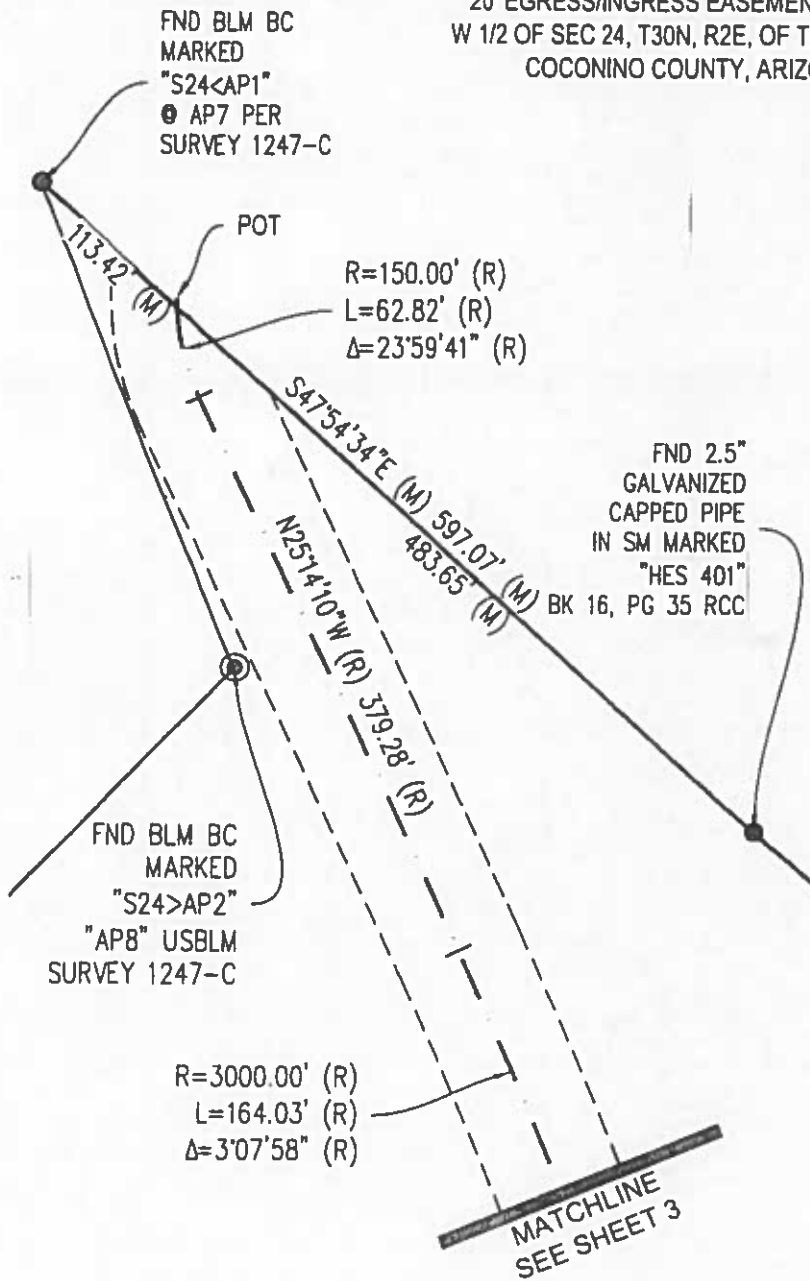 20' EGRESS/INGRESS EASEMEN
W 1/2 OF SEC 24, T30N, R2E, OF T
COCONINO COUNTY, ARIZO
FND BLM BC
MARKED
"S24<AP1"
@ AP7 PER
SURVEY 1247-C
POT
113.42' (M)
R=150.00' (R)
L=62.82' (R)
Δ=23°59'41" (R)
S47°54'34"E (M) 597.07' (M)
483.65' (M)
BK 16, PG 35 RCC
FND 2.5"
GALVANIZED
CAPPED PIPE
IN SM MARKED
"HES 401"
N25°14'10"W (R) 379.28' (R)
FND BLM BC
MARKED
"S24>AP2"
"AP8" USBLM
SURVEY 1247-C
R=3000.00' (R)
L=164.03' (R)
Δ=3°07'58" (R)
MATCHLINE
SEE SHEET 3